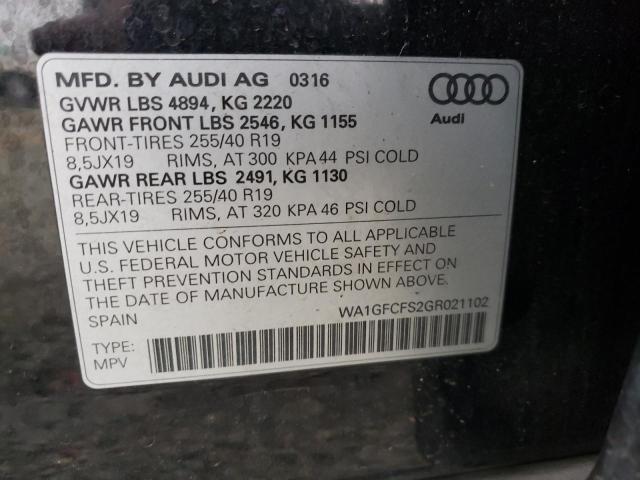 MFD. BY AUDI AG 0316
GVWR LBS 4894, KG 2220
GAWR FRONT LBS 2546, KG 1155
FRONT-TIRES 255/40 R19
8,5JX19 RIMS, AT 300 KPA 44 PSI COLD
GAWR REAR LBS 2491, KG 1130
REAR-TIRES 255/40 R19
8,5JX19 RIMS, AT 320 KPA 46 PSI COLD
Audi
THIS VEHICLE CONFORMS TO ALL APPLICABLE
U.S. FEDERAL MOTOR VEHICLE SAFETY AND
THEFT PREVENTION STANDARDS IN EFFECT ON
THE DATE OF MANUFACTURE SHOWN ABOVE.
SPAIN WA1GFCFS2GR021102
TYPE:
MPV